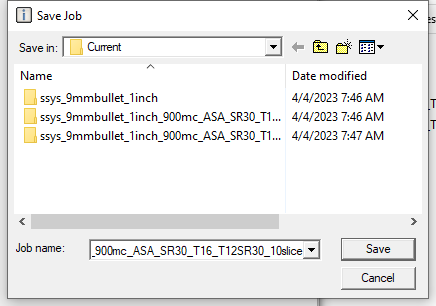 Save Job
Save in: Current
Name Date modified
ssys_9mmbullet_1inch 4/4/2023 7:46 AM
ssys_9mmbullet_1inch_900mc_ASA_SR30_T1... 4/4/2023 7:46 AM
ssys_9mmbullet_1inch_900mc_ASA_SR30_T1... 4/4/2023 7:47 AM
Job name: _900mc_ASA_SR30_T16_T12SR30_10slice
Save
Cancel